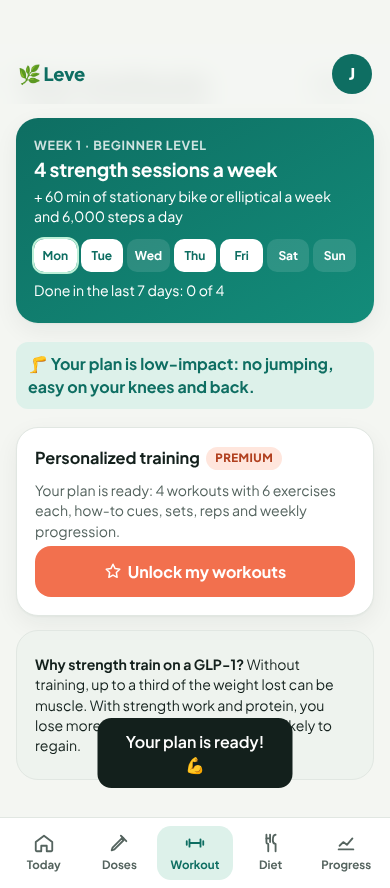 🌿 Leve
J
WEEK 1 · BEGINNER LEVEL
4 strength sessions a week
+ 60 min of stationary bike or elliptical a week
and 6,000 steps a day
Mon Tue Wed Thu Fri Sat Sun
Done in the last 7 days: 0 of 4
🦵 Your plan is low-impact: no jumping,
easy on your knees and back.
Personalized training PREMIUM
Your plan is ready: 4 workouts with 6 exercises
each, how-to cues, sets, reps and weekly
progression.
Unlock my workouts
Why strength train on a GLP-1? Without
training, up to a third of the weight lost can be
muscle. With strength work and protein, you
lose more to
regain.
Your plan is ready!
💪
Today Doses Workout Diet Progress